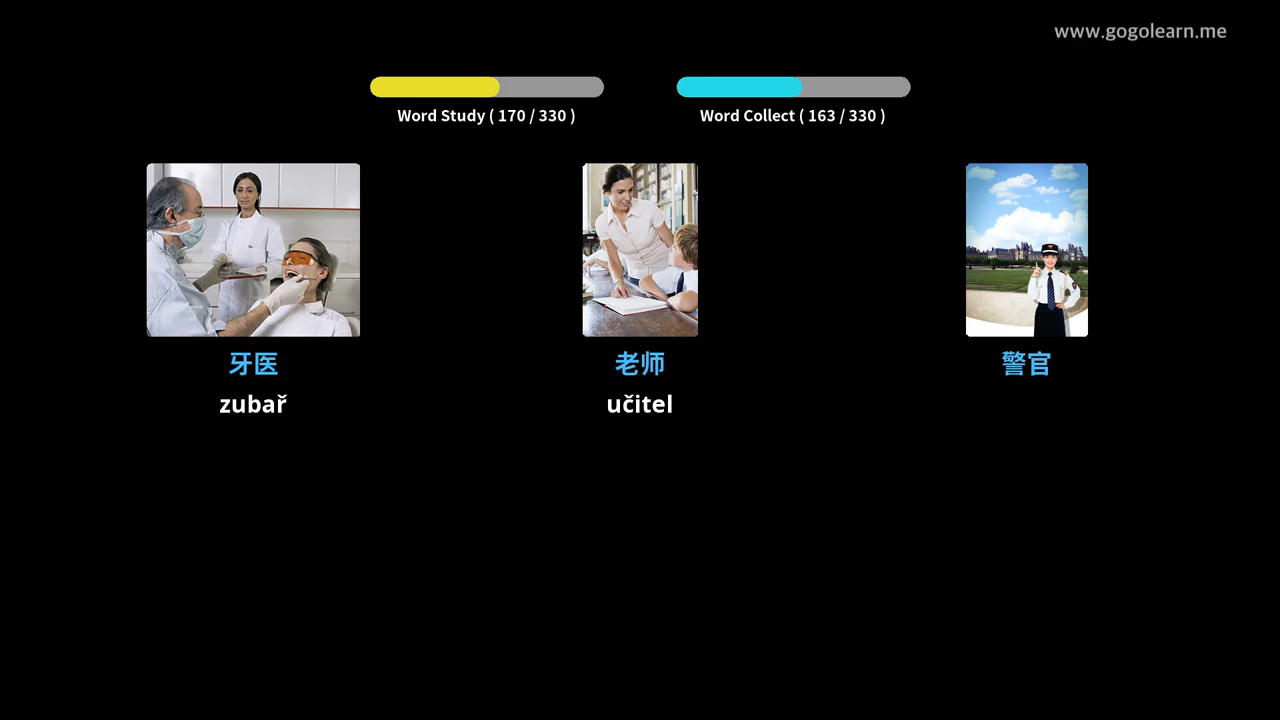 www.gogolearn.me
Word Study ( 170 / 330 )
Word Collect ( 163 / 330 )
牙医
zubař
老师
učitel
警官